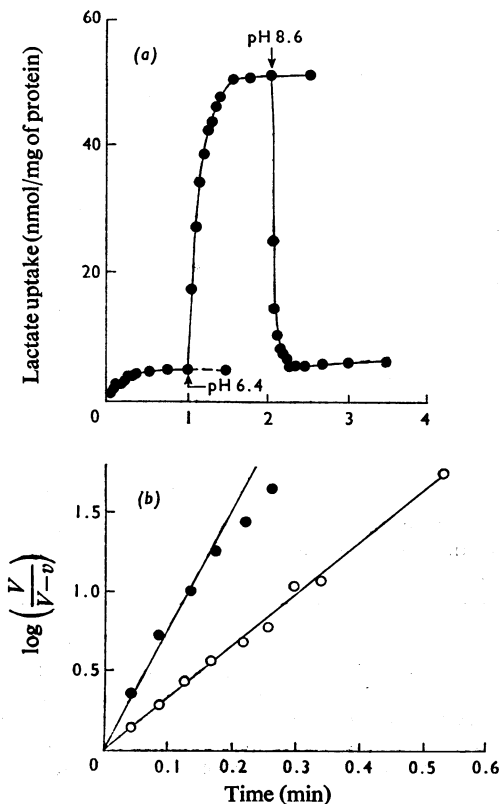 60
(a)
pH 8.6
40
20
0
pH 6.4
1
2
3
4
Lactate uptake (nmol/mg of protein)
(b)
1.5
1.0
0.5
0
0.1
0.2
0.3
0.4
0.5
0.6
log (V/V−v)
Time (min)